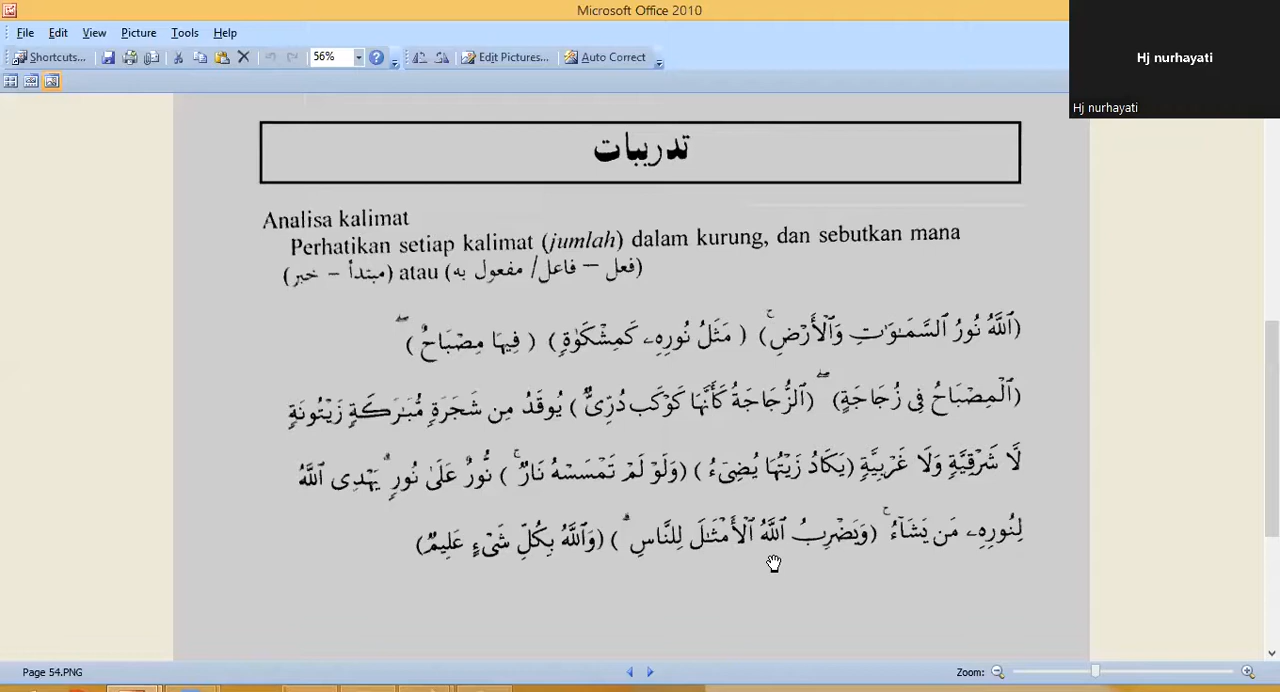 Microsoft Office 2010
File Edit View Picture Tools Help
Shortcuts... 56% Edit Pictures... Auto Correct
Hj nurhayati
Hj nurhayati
تدريبات
Analisa kalimat
Perhatikan setiap kalimat (jumlah) dalam kurung, dan sebutkan mana
(مبتدأ – خبر) atau (فعل – فاعل/ مفعول به)
(ٱللَّهُ نُورُ ٱلسَّمَـٰوَٰتِ وَٱلْأَرْضِ ۚ) ( مَثَلُ نُورِهِۦ كَمِشْكَوٰةٍ) ( فِيهَا مِصْبَاحٌ ) ۖ
(ٱلْمِصْبَاحُ فِى زُجَاجَةٍ) ۖ (ٱلزُّجَاجَةُ كَأَنَّهَا كَوْكَب دُرِّىٌّ ) يُوقَدُ مِن شَجَرَةٍ مُّبَـٰرَكَةٍ زَيْتُونَةٍ
لَّا شَرْقِيَّةٍ وَلَا غَرْبِيَّةٍ (يَكَادُ زَيْتُهَا يُضِىٓءُ ) (وَلَوْ لَمْ تَمْسَسْهُ نَارٌ ۚ ) نُّورٌ عَلَىٰ نُورٍ ۗ يَهْدِى ٱللَّهُ
لِنُورِهِۦ مَن يَشَآءُ ۚ (وَيَضْرِبُ ٱللَّهُ ٱلْأَمْثَـٰلَ لِلنَّاسِ ۗ ) (وَٱللَّهُ بِكُلِّ شَىْءٍ عَلِيمٌ)
Page 54.PNG Zoom: